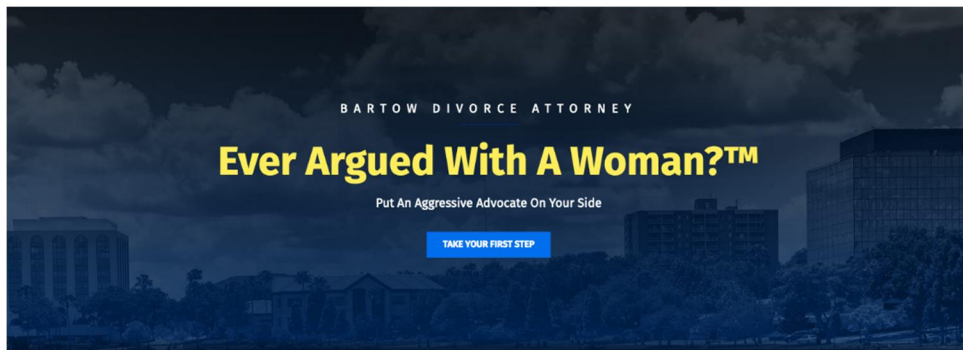 BARTOW DIVORCE ATTORNEY
Ever Argued With A Woman?™
Put An Aggressive Advocate On Your Side
TAKE YOUR FIRST STEP